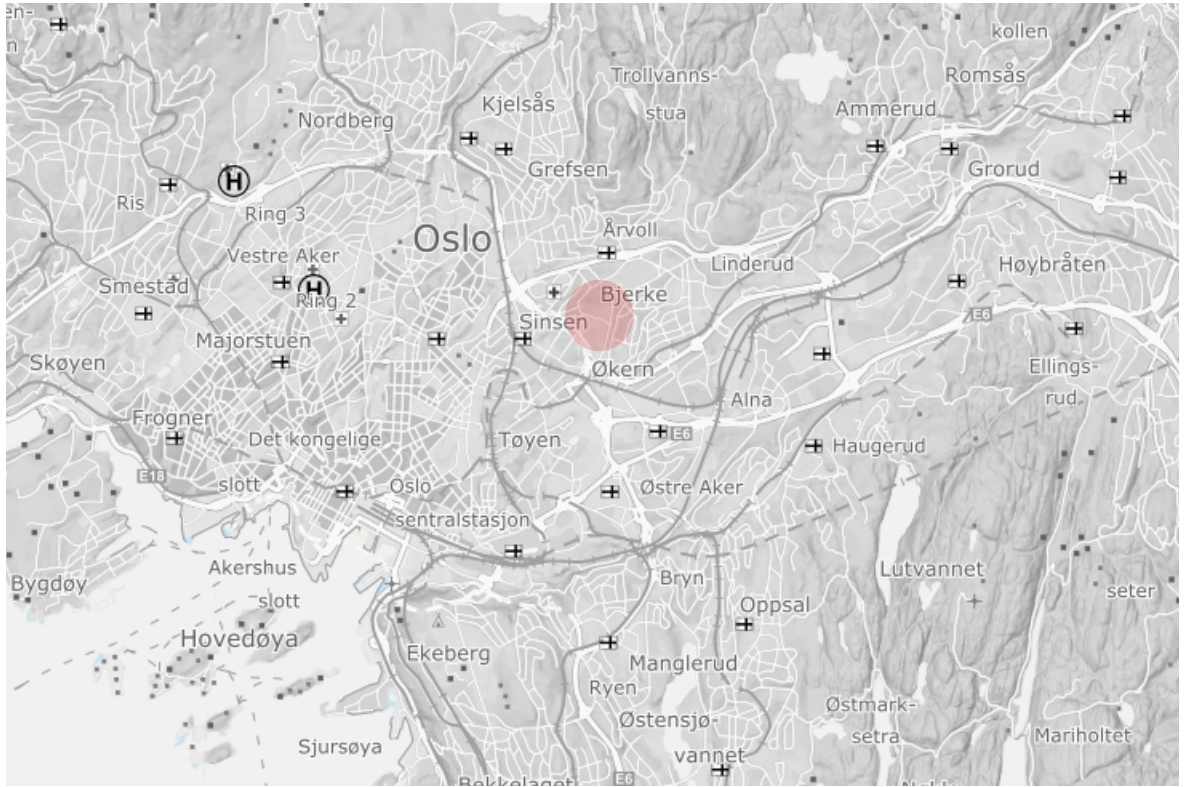 en-
n
kollen
Trollvanns-
stua
Romsås
Kjelsås
Ammerud
Nordberg
Grefsen
Grorud
H
Ris
Ring 3
Årvoll
Oslo
Vestre Aker
Linderud
Høybråten
Smestad
H
Ring 2
Bjerke
Sinsen
E6
Majorstuen
Skøyen
Økern
Ellings-
rud
Alna
Frogner
Det kongelige
slott
Tøyen
E6
Haugerud
E18
Oslo
sentralstasjon
Østre Aker
Akershus
slott
Bygdøy
Bryn
Lutvannet
seter
Oppsal
Hovedøya
Ekeberg
Manglerud
Ryen
Østensjø-
vannet
Østmark-
setra
Mariholtet
Sjursøya
E6
Bekkelaget